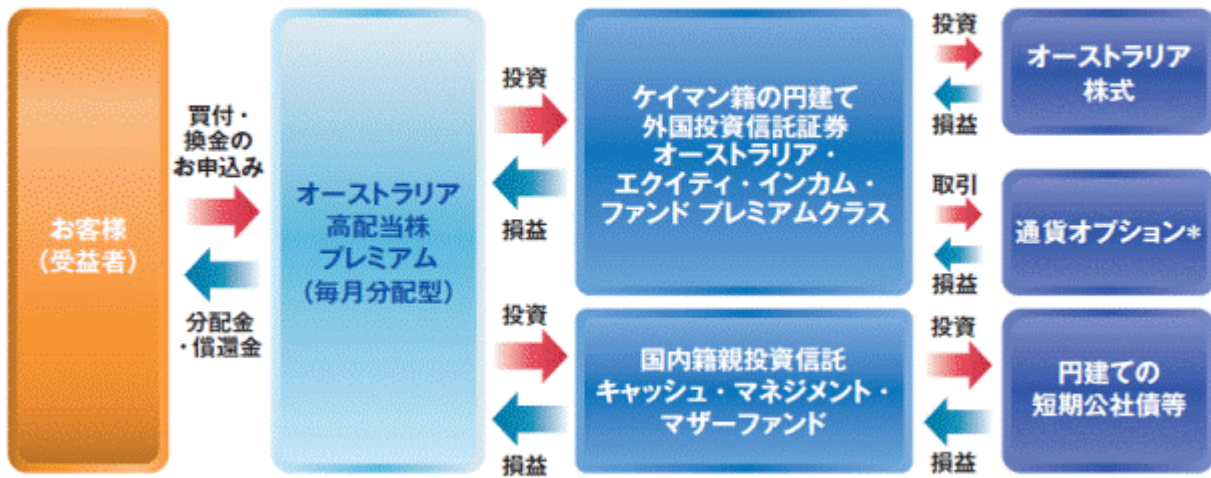 お客様
（受益者）
買付・
換金の
お申込み
分配金
・償還金
オーストラリア
高配当株
プレミアム
（毎月分配型）
投資
損益
ケイマン籍の円建て
外国投資信託証券
オーストラリア・
エクイティ・インカム・
ファンド プレミアムクラス
投資
損益
オーストラリア
株式
取引
損益
通貨オプション*
投資
損益
国内籍親投資信託
キャッシュ・マネジメント・
マザーファンド
投資
損益
円建ての
短期公社債等